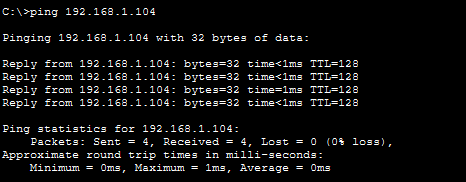 C:\>ping 192.168.1.104
Pinging 192.168.1.104 with 32 bytes of data:
Reply from 192.168.1.104: bytes=32 time<1ms TTL=128
Reply from 192.168.1.104: bytes=32 time<1ms TTL=128
Reply from 192.168.1.104: bytes=32 time=1ms TTL=128
Reply from 192.168.1.104: bytes=32 time<1ms TTL=128
Ping statistics for 192.168.1.104:
    Packets: Sent = 4, Received = 4, Lost = 0 (0% loss),
Approximate round trip times in milli-seconds:
    Minimum = 0ms, Maximum = 1ms, Average = 0ms